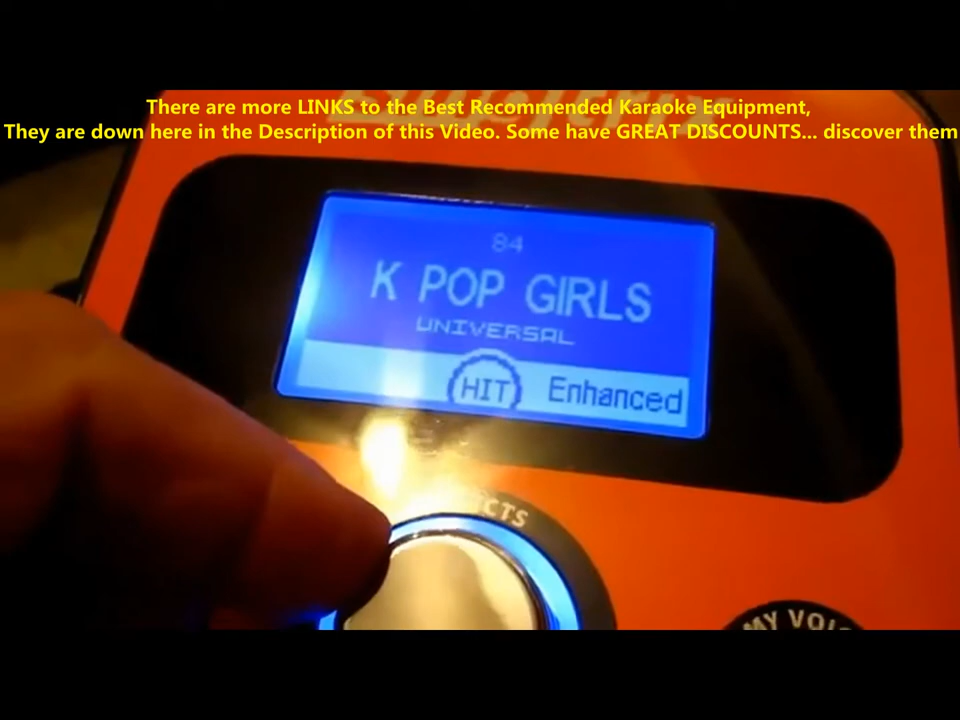 There are more LINKS to the Best Recommended Karaoke Equipment,
They are down here in the Description of this Video. Some have GREAT DISCOUNTS... discover them
84
K POP GIRLS
UNIVERSAL
HIT Enhanced
MY